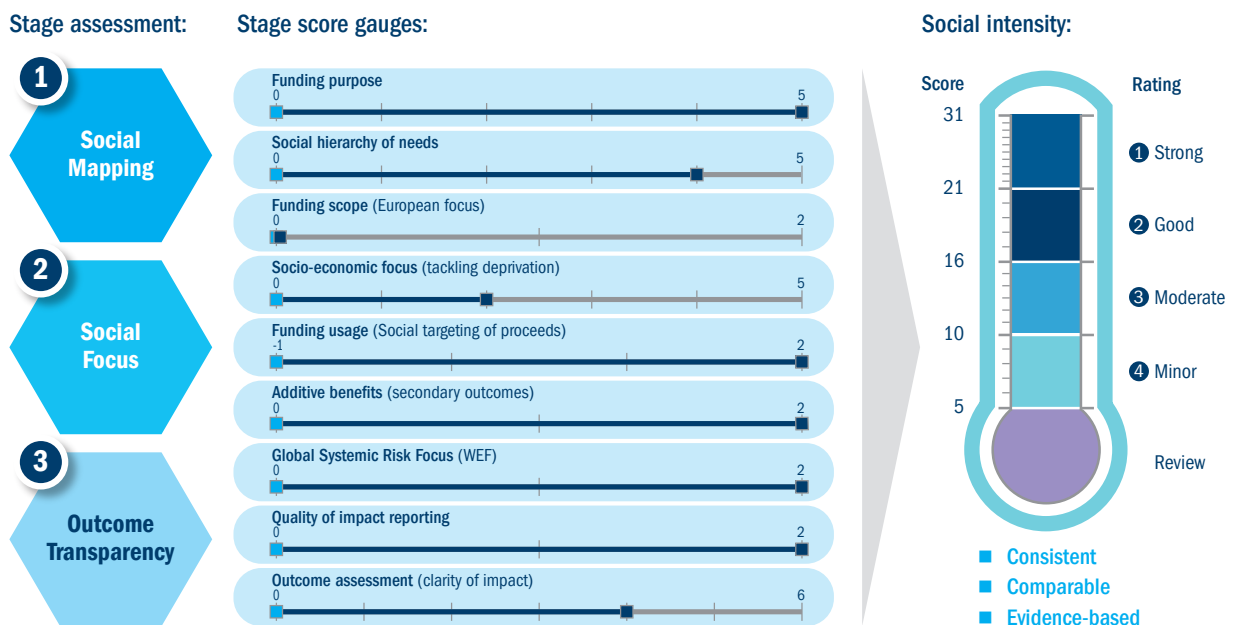 Stage assessment:
Stage score gauges:
Social intensity:
1
Social
Mapping
2
Social
Focus
3
Outcome
Transparency
Funding purpose
0 5
Social hierarchy of needs
0 5
Funding scope (European focus)
0 2
Socio-economic focus (tackling deprivation)
0 5
Funding usage (Social targeting of proceeds)
-1 2
Additive benefits (secondary outcomes)
0 2
Global Systemic Risk Focus (WEF)
0 2
Quality of impact reporting
0 2
Outcome assessment (clarity of impact)
0 6
Score Rating
31
1 Strong
21
2 Good
16
3 Moderate
10
4 Minor
5
Review
Consistent
Comparable
Evidence-based